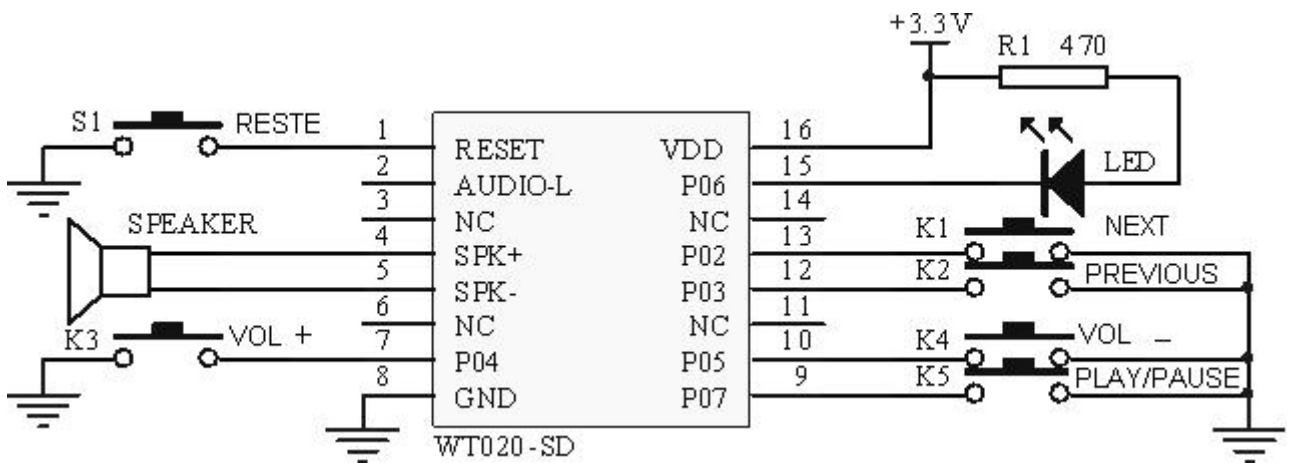 +3.3V
R1 470
S1 RESTE
1 RESET VDD 16
2 AUDIO-L P06 15 LED
3 NC NC 14
SPEAKER
4 SPK+ P02 13 K1 NEXT
5 SPK- P03 12 K2 PREVIOUS
6 NC NC 11
K3 VOL +
7 P04 P05 10 K4 VOL -
8 GND P07 9 K5 PLAY/PAUSE
WT020-SD